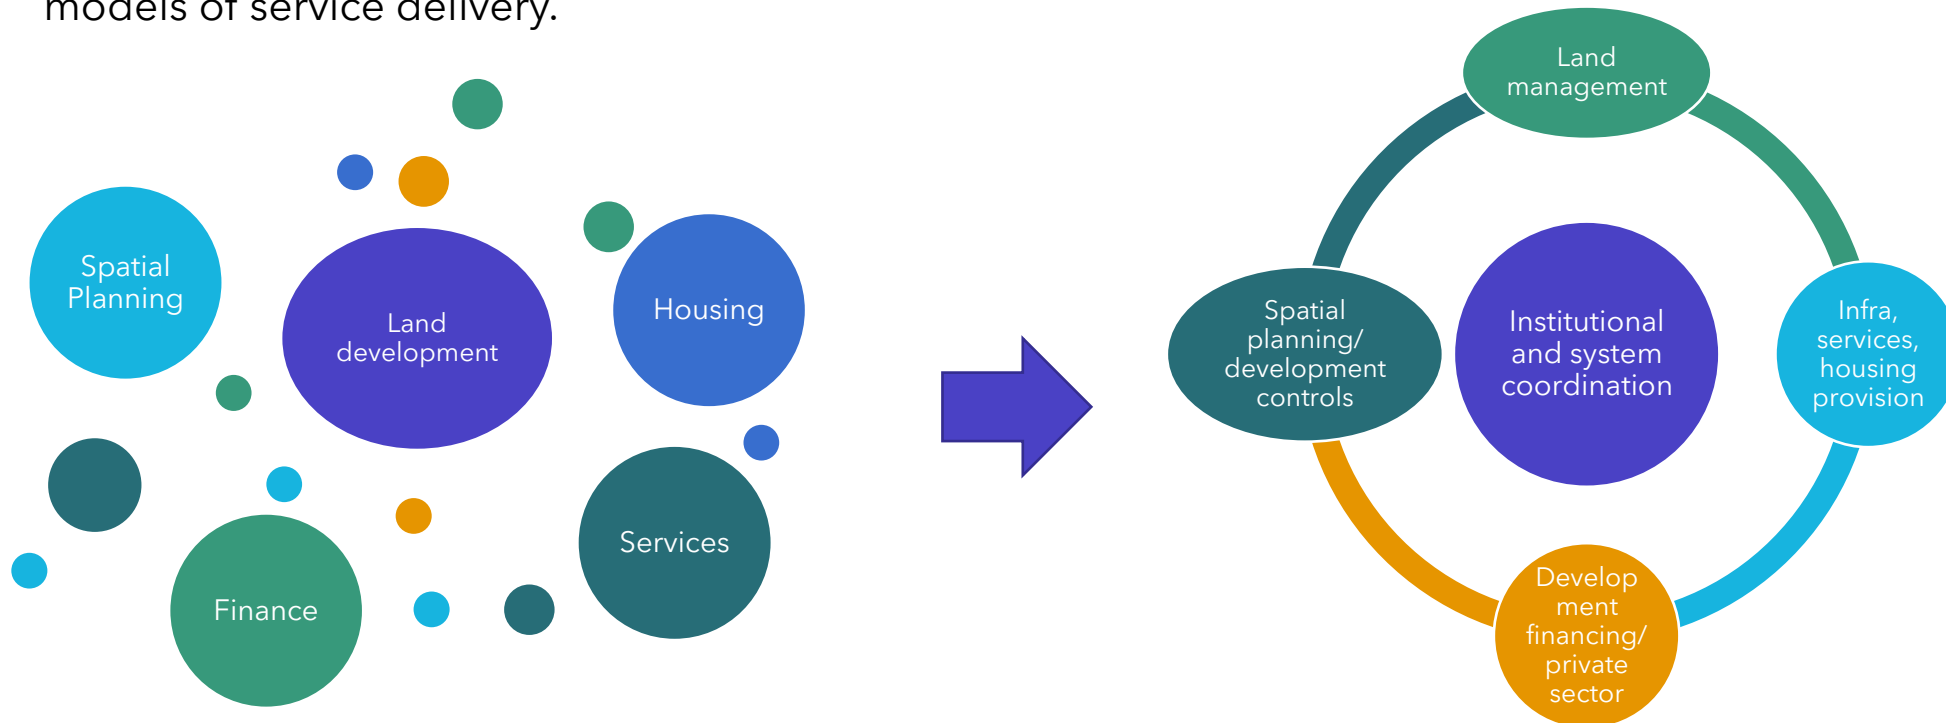 models of service delivery.
Spatial
Planning
Land
development
Housing
Services
Finance
Land
management
Spatial
planning/
development
controls
Institutional
and system
coordination
Infra,
services,
housing
provision
Develop
ment
financing/
private
sector